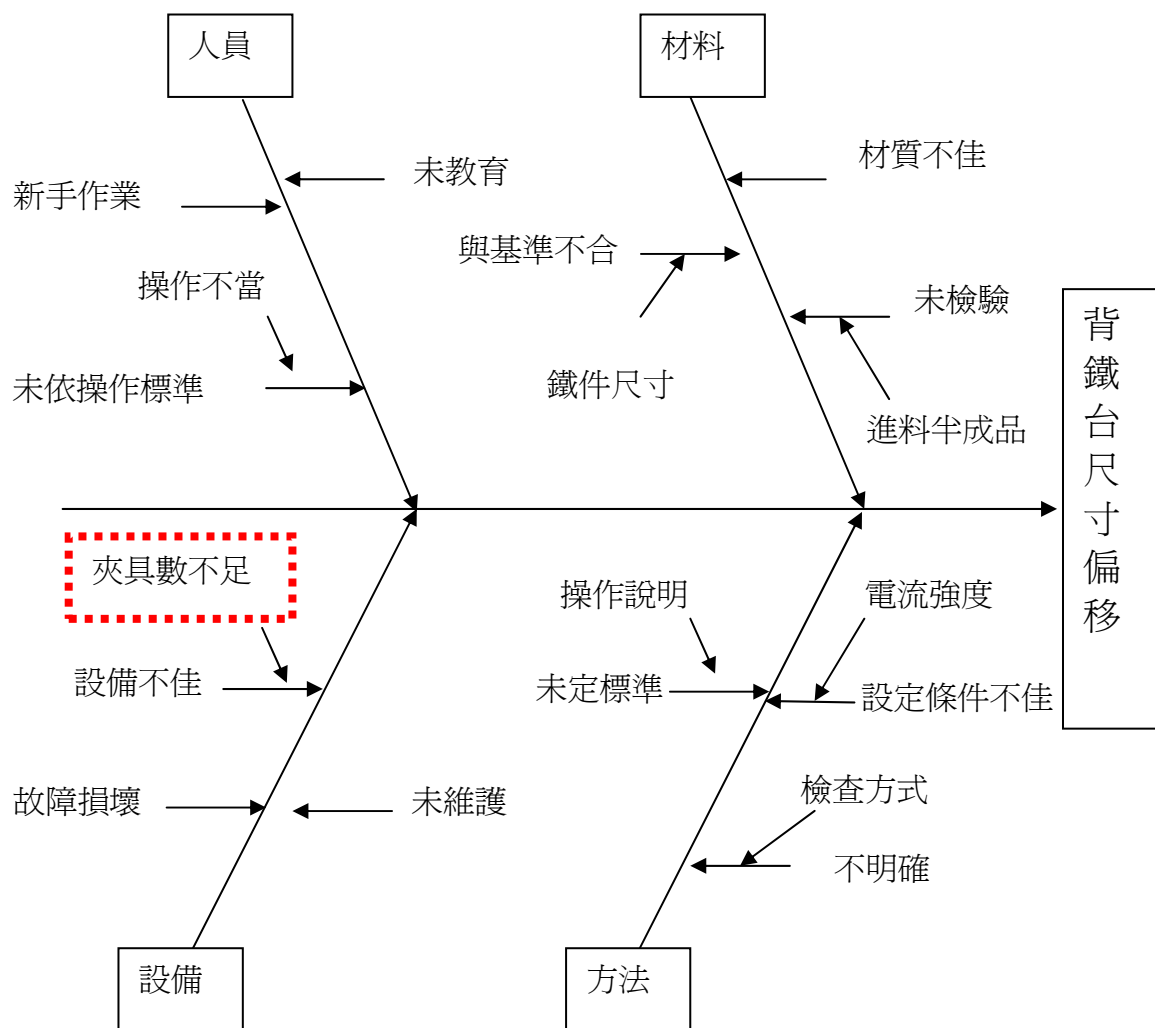 人員
材料
未教育
材質不佳
新手作業
與基準不合
操作不當
未檢驗
未依操作標準
鐵件尺寸
進料半成品
背鐵台尺寸偏移
夾具數不足
操作說明
電流強度
設備不佳
未定標準
設定條件不佳
故障損壞
未維護
檢查方式
不明確
設備
方法